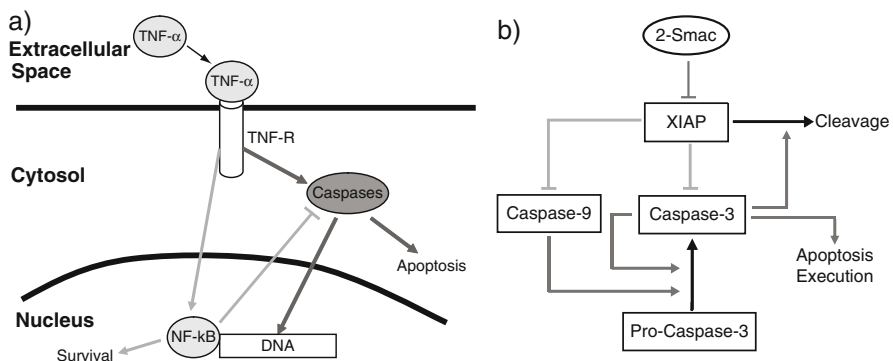 a)
TNF-α
Extracellular
Space
TNF-α
TNF-R
Cytosol
Caspases
Apoptosis
Nucleus
NF-kB
DNA
Survival
b)
2-Smac
XIAP
Cleavage
Caspase-9
Caspase-3
Apoptosis
Execution
Pro-Caspase-3